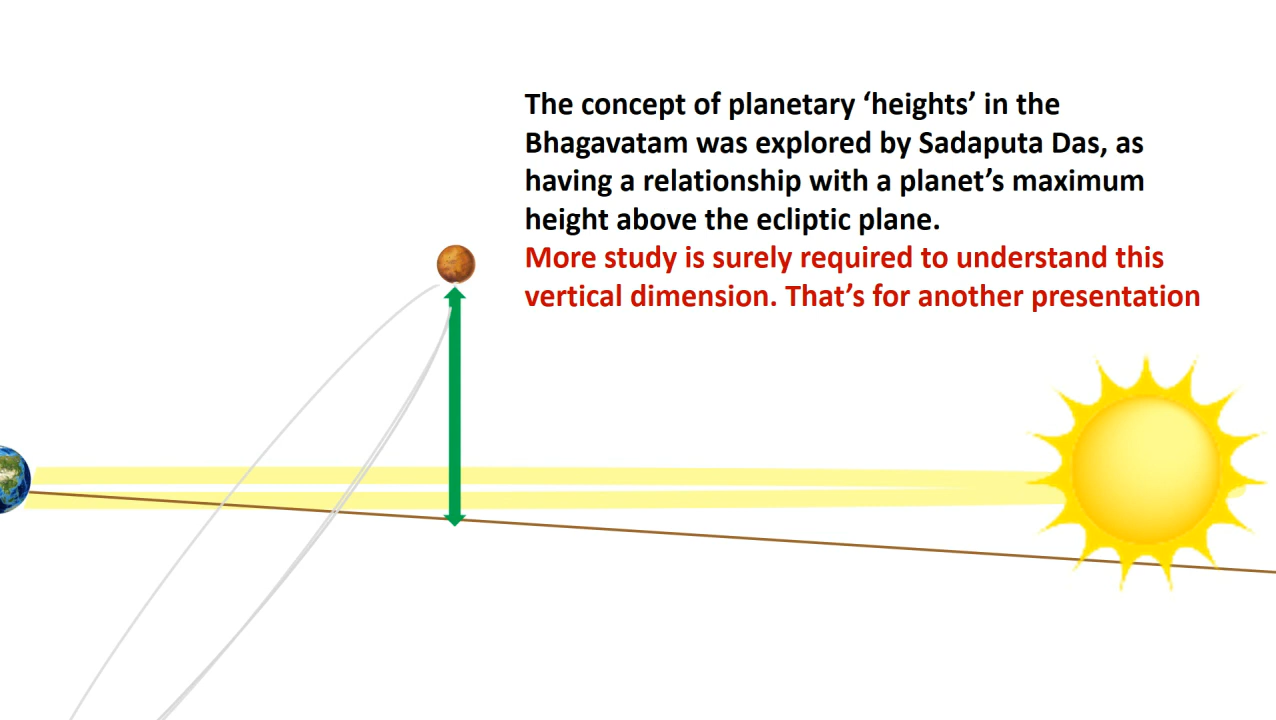 The concept of planetary ‘heights’ in the
Bhagavatam was explored by Sadaputa Das, as
having a relationship with a planet’s maximum
height above the ecliptic plane.
More study is surely required to understand this
vertical dimension. That’s for another presentation